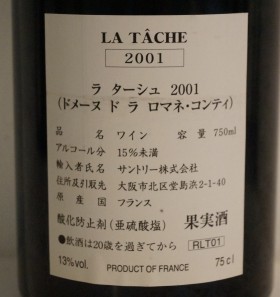 LA TÂCHE
2001
ラ ターシュ 2001
(ドメーヌ ド ラ ロマネ・コンティ)
品 名 ワイン 容 量 750ml
アルコール分 15%未満
輸入者氏名 サントリー株式会社
住所及引取先 大阪市北区堂島浜2-1-40
原 産 国 フランス
酸化防止剤(亜硫酸塩) 果実酒
●飲酒は20歳を過ぎてから RLT01
13%vol. PRODUCT OF FRANCE 75cl